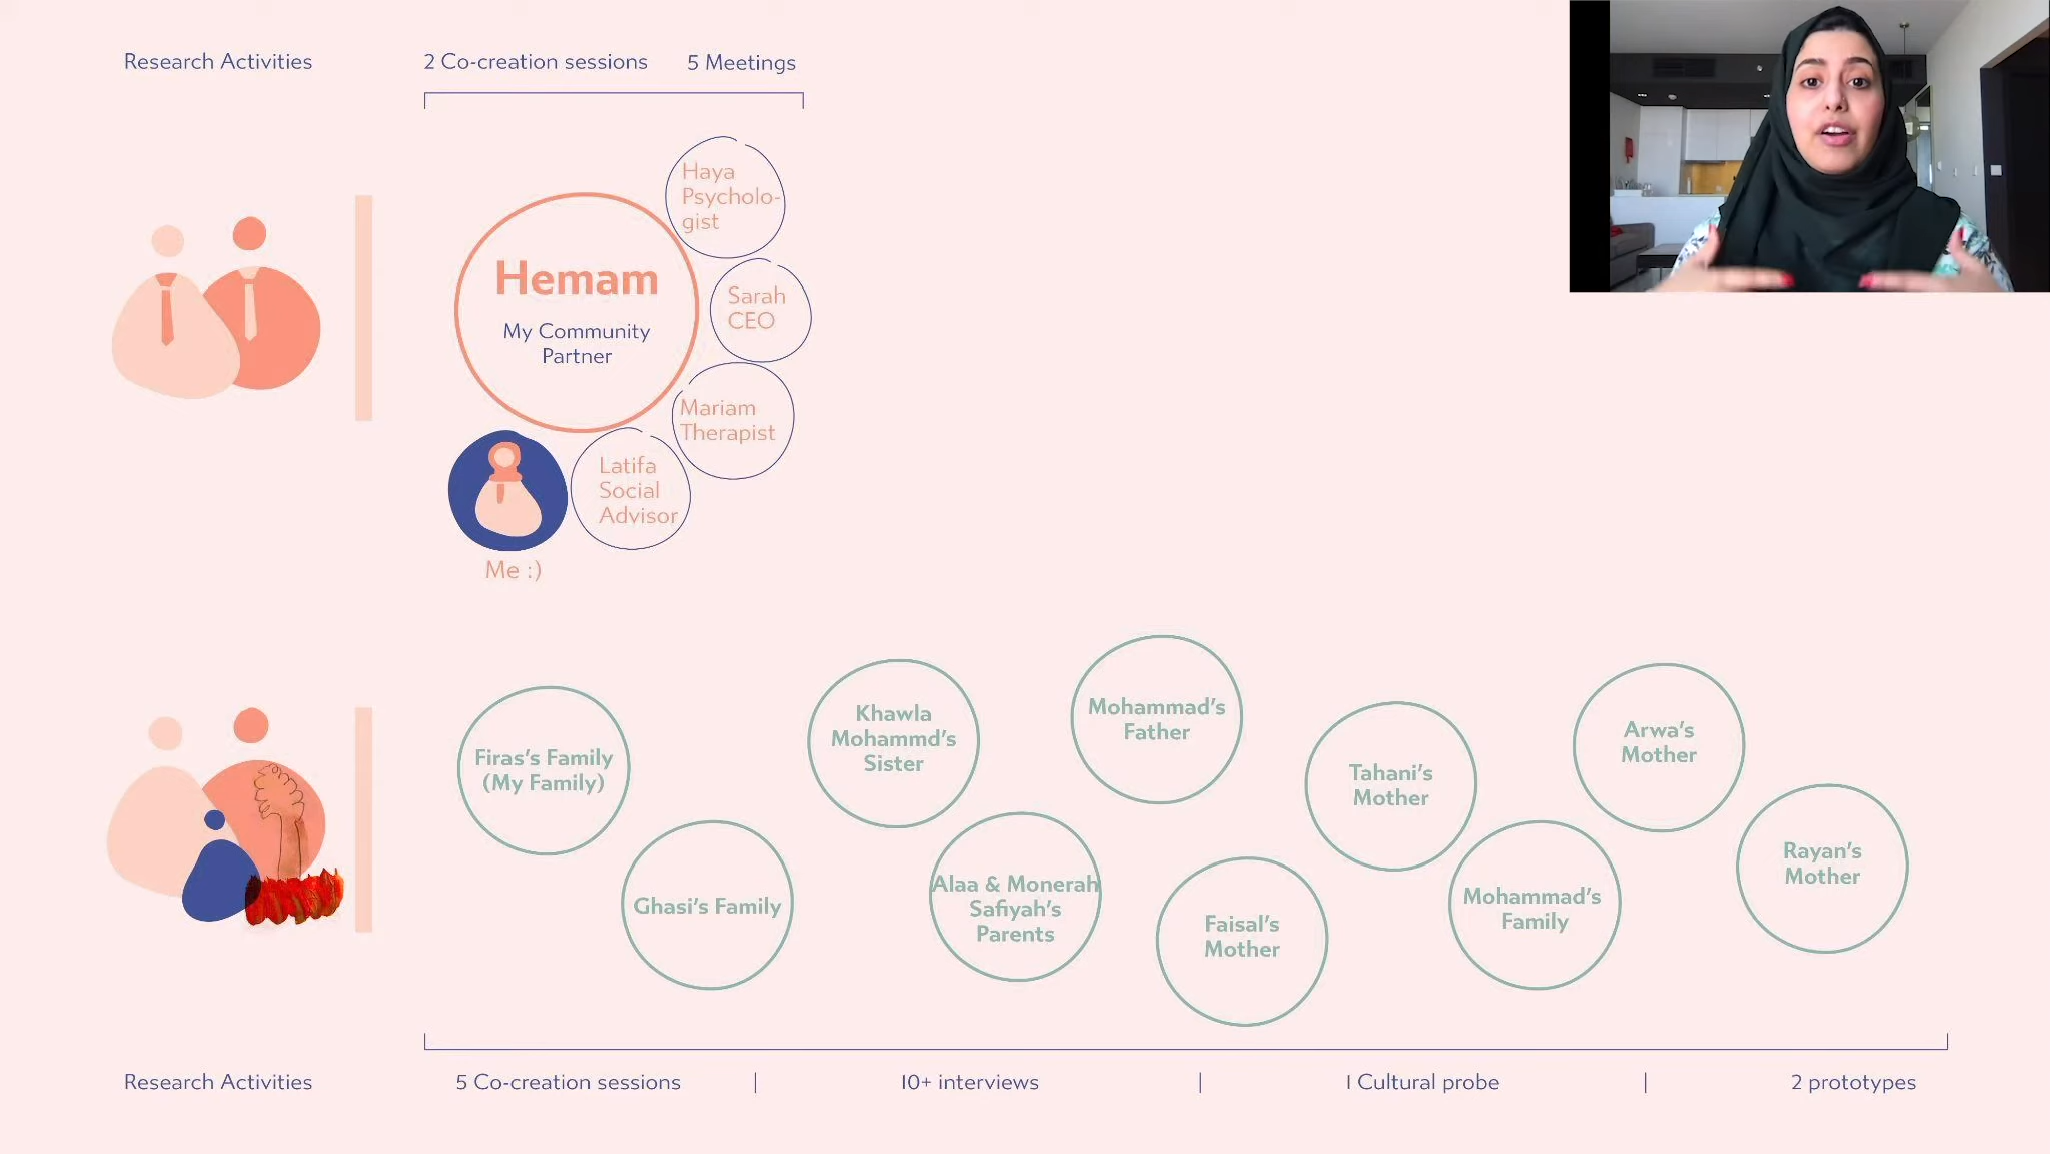 Research Activities
2 Co-creation sessions
5 Meetings
Haya
Psycholo-
gist
Hemam
My Community
Partner
Sarah
CEO
Mariam
Therapist
Latifa
Social
Advisor
Me :)
Firas's Family
(My Family)
Ghasi's Family
Khawla
Mohammd's
Sister
Alaa & Monerah
Safiyah's
Parents
Mohammad's
Father
Faisal's
Mother
Tahani's
Mother
Mohammad's
Family
Arwa's
Mother
Rayan's
Mother
Research Activities
5 Co-creation sessions
|
10+ interviews
|
1 Cultural probe
|
2 prototypes